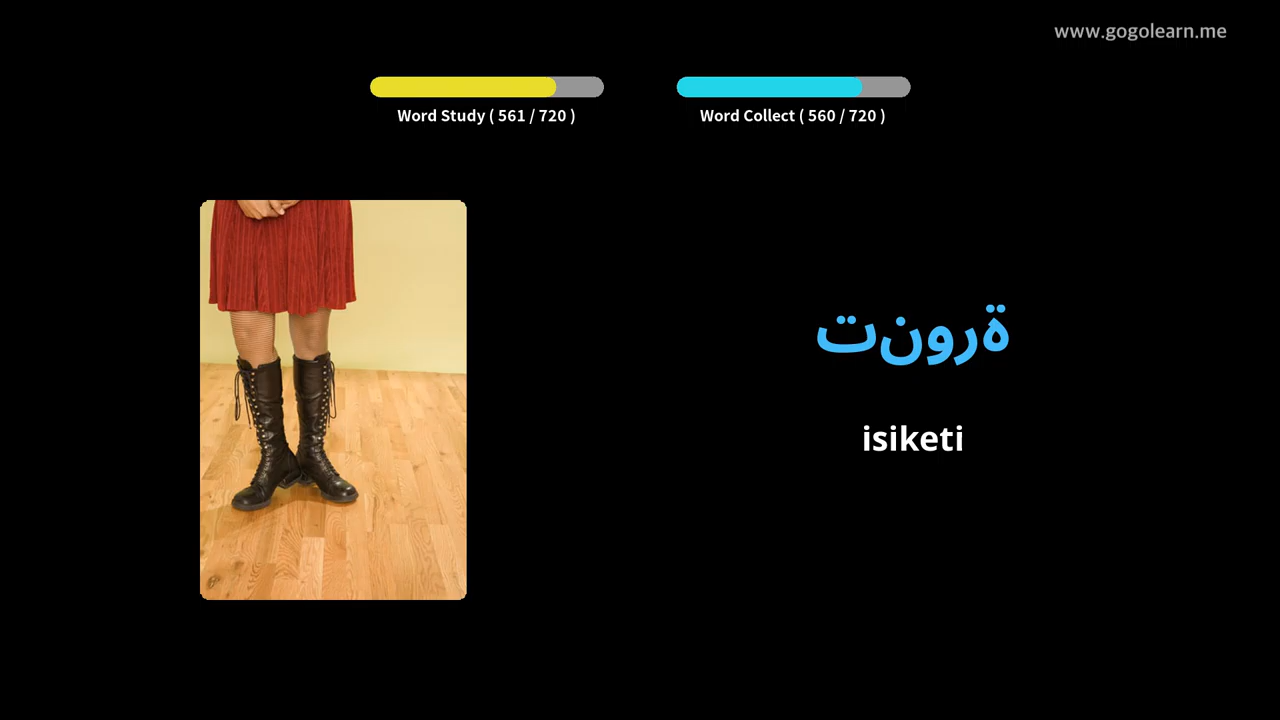 www.gogolearn.me
Word Study ( 561 / 720 )
Word Collect ( 560 / 720 )
تنورة
isiketi